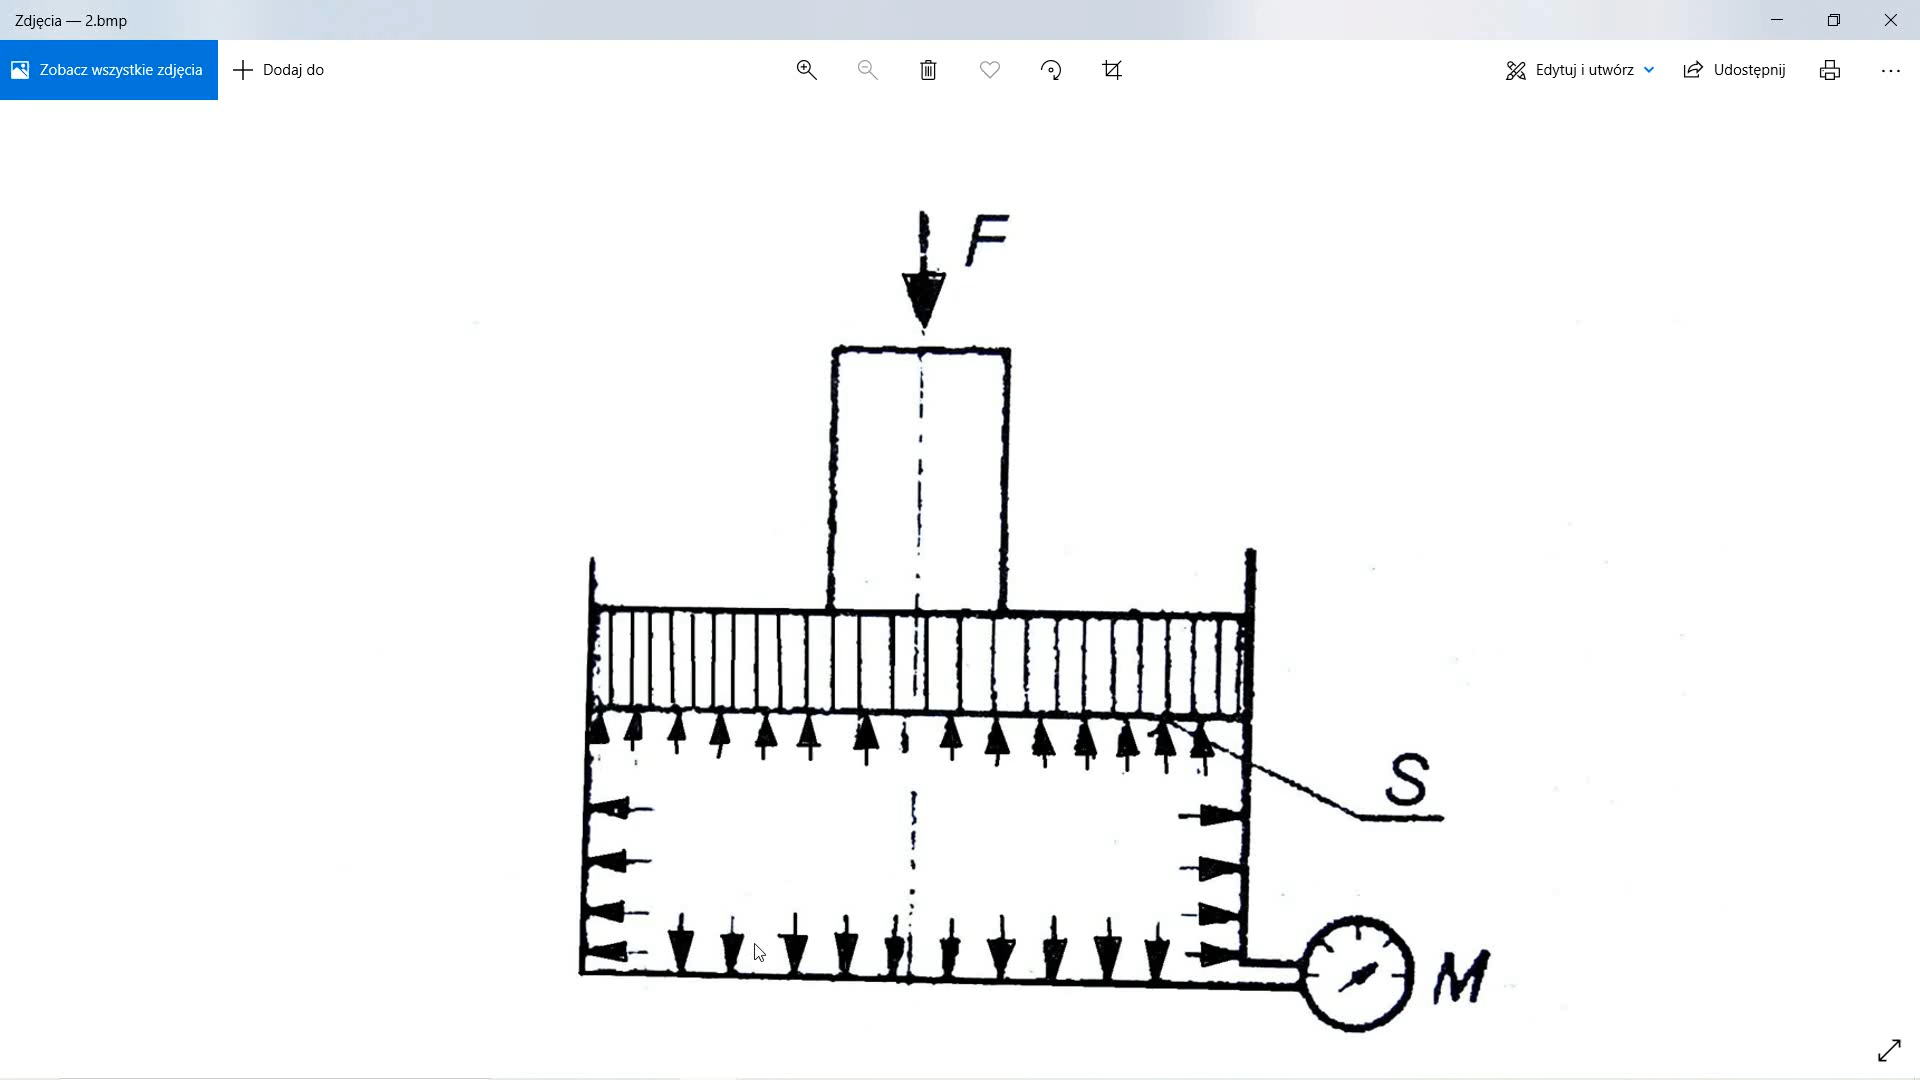 Zdjęcia — 2.bmp
Zobacz wszystkie zdjęcia
Dodaj do
Edytuj i utwórz
Udostępnij
F
S
M